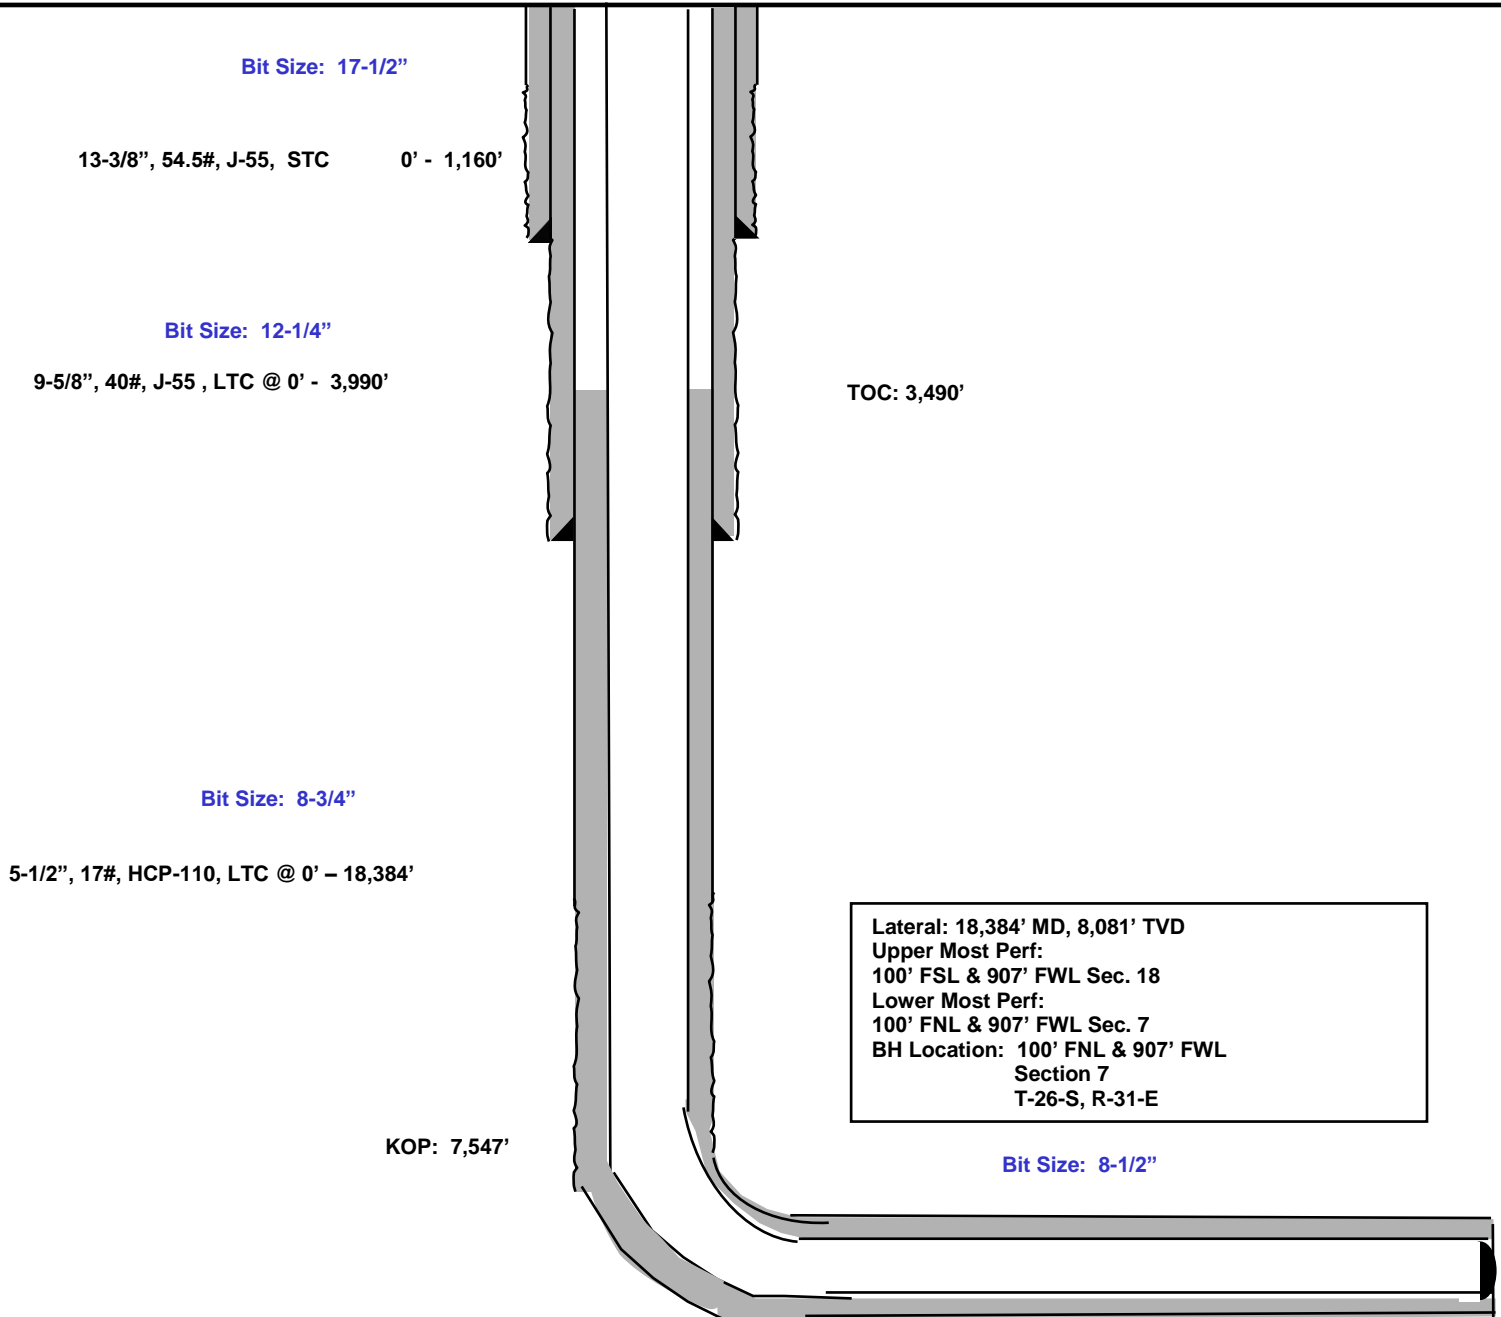 Bit Size: 17-1/2”
13-3/8”, 54.5#, J-55, STC 0’ - 1,160’
Bit Size: 12-1/4”
9-5/8”, 40#, J-55 , LTC @ 0’ - 3,990’
TOC: 3,490’
Bit Size: 8-3/4”
5-1/2”, 17#, HCP-110, LTC @ 0’ – 18,384’
Lateral: 18,384’ MD, 8,081’ TVD
Upper Most Perf:
100’ FSL & 907’ FWL Sec. 18
Lower Most Perf:
100’ FNL & 907’ FWL Sec. 7
BH Location: 100’ FNL & 907’ FWL
Section 7
T-26-S, R-31-E
KOP: 7,547’
Bit Size: 8-1/2”